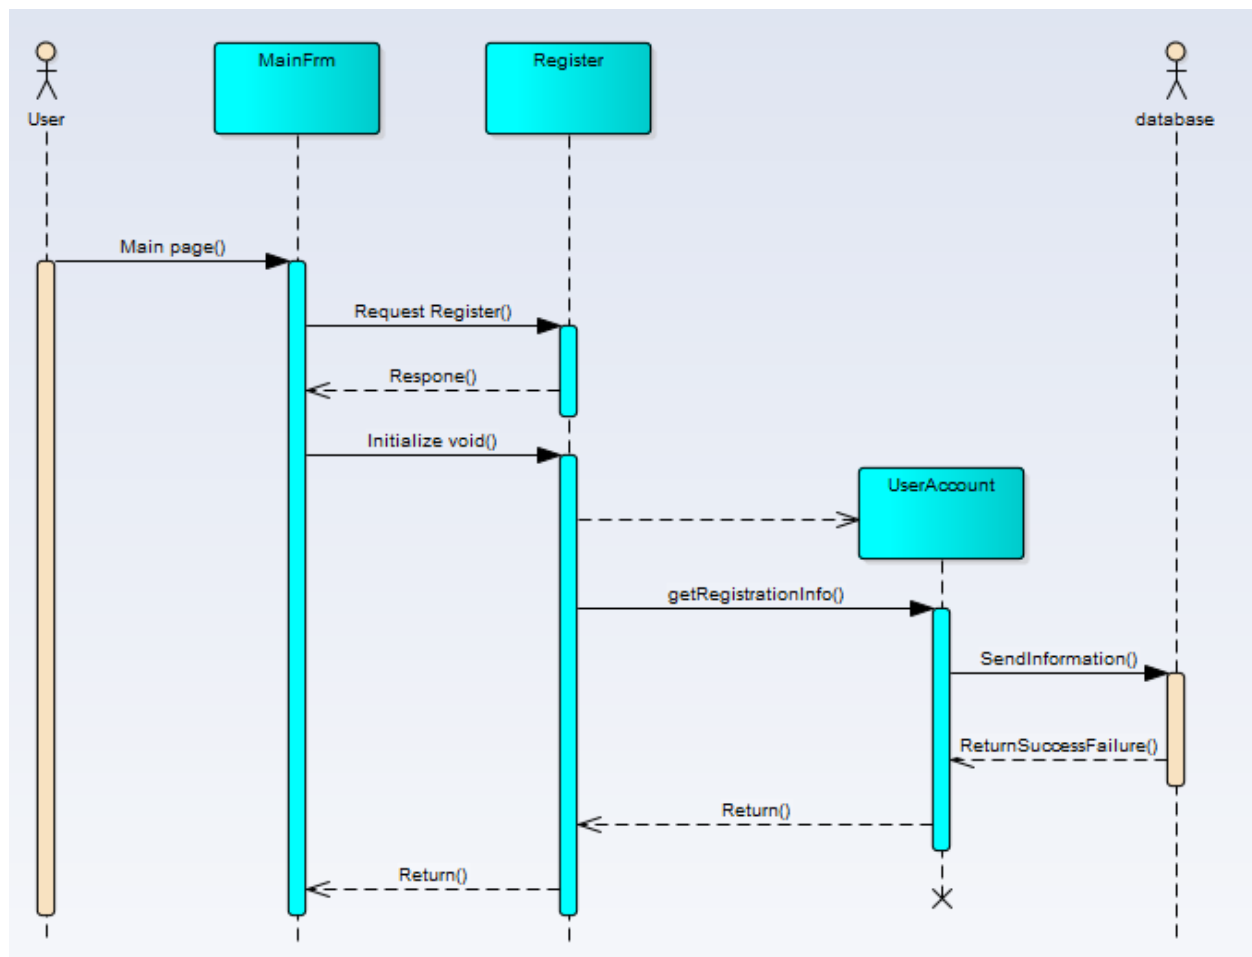 MainFrm
Register
User
database
Main page()
Request Register()
Respone()
Initialize void()
UserAccount
getRegistrationInfo()
SendInformation()
ReturnSuccessFailure()
Return()
Return()